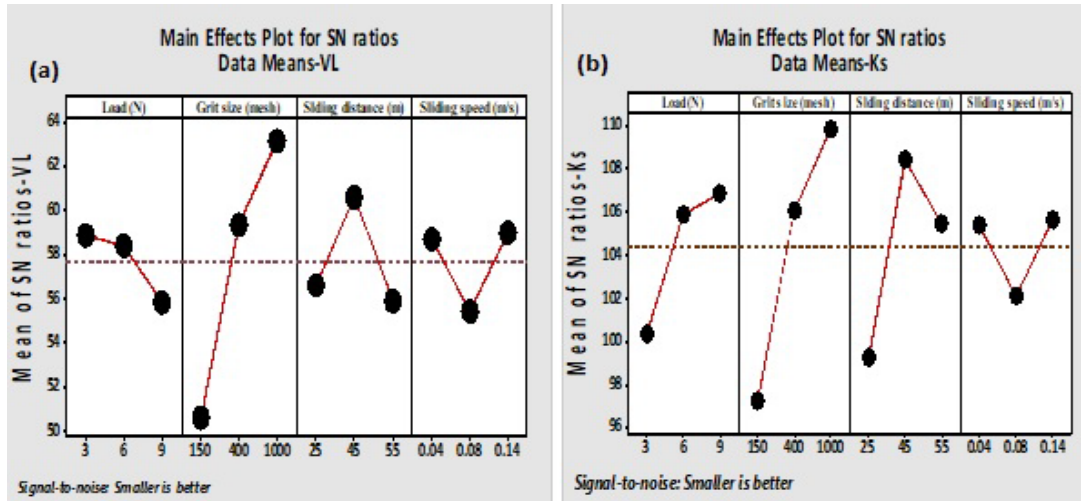 (a)
Main Effects Plot for SN ratios
Data Means-VL
Load (N) Grit size (mesh) Sliding distance (m) Sliding speed (m/s)
Mean of SN ratios-VL
64
62
60
58
56
54
52
50
3 6 9 150 400 1000 25 45 55 0.04 0.08 0.14
Signal-to-noise: Smaller is better
(b)
Main Effects Plot for SN ratios
Data Means-Ks
Load (N) Grit size (mesh) Sliding distance (m) Sliding speed (m/s)
Mean of SN ratios-Ks
110
108
106
104
102
100
98
96
3 6 9 150 400 1000 25 45 55 0.04 0.08 0.14
Signal-to-noise: Smaller is better